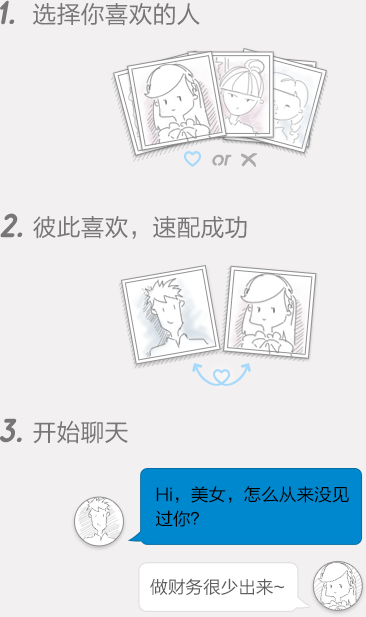 1. 选择你喜欢的人
or
2. 彼此喜欢，速配成功
3. 开始聊天
Hi，美女，怎么从来没见
过你？
做财务很少出来~